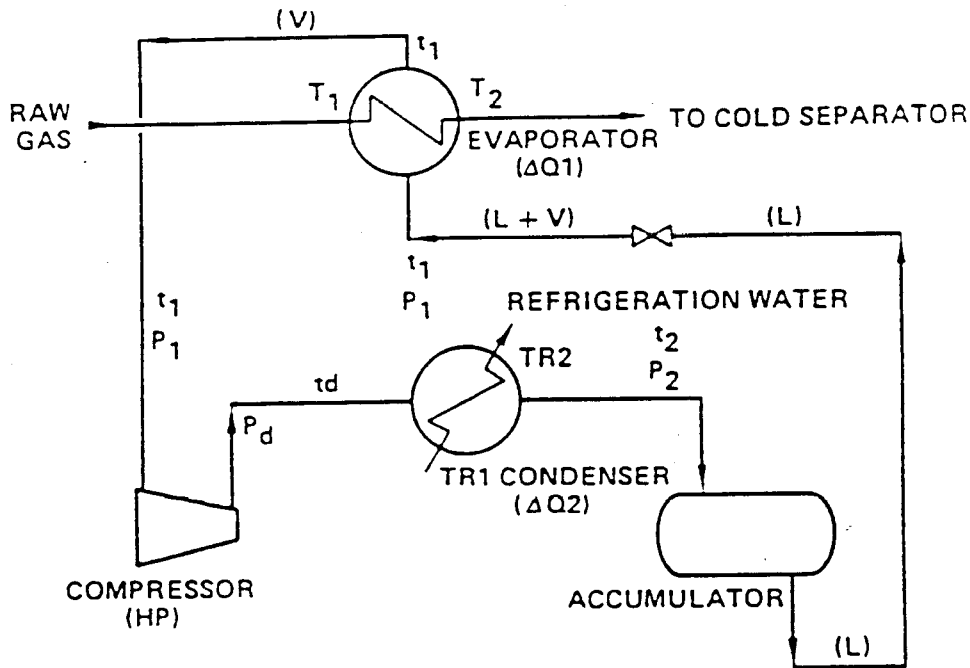 (V)
t1
T1
T2
RAW
GAS
TO COLD SEPARATOR
EVAPORATOR
(ΔQ1)
(L + V)
(L)
t1
P1
t1
P1
REFRIGERATION WATER
TR2
t2
P2
td
Pd
TR1 CONDENSER
(ΔQ2)
COMPRESSOR
(HP)
ACCUMULATOR
(L)